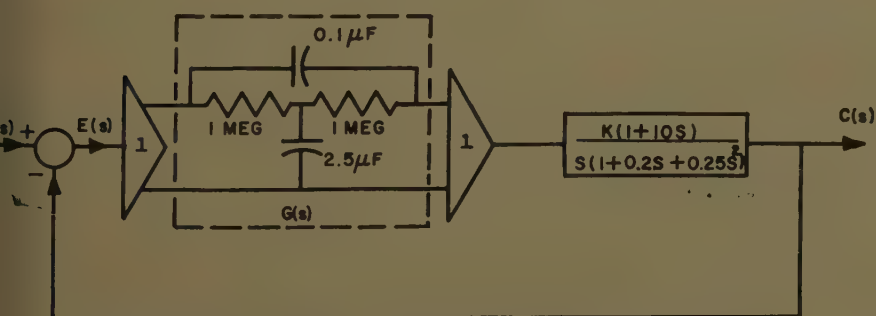 0.1µF
s) +
E(s)
1
1 MEG
1 MEG
1
K(1+10S)
C(s)
-
2.5µF
S(1+0.2S+0.25S²)
G(s)